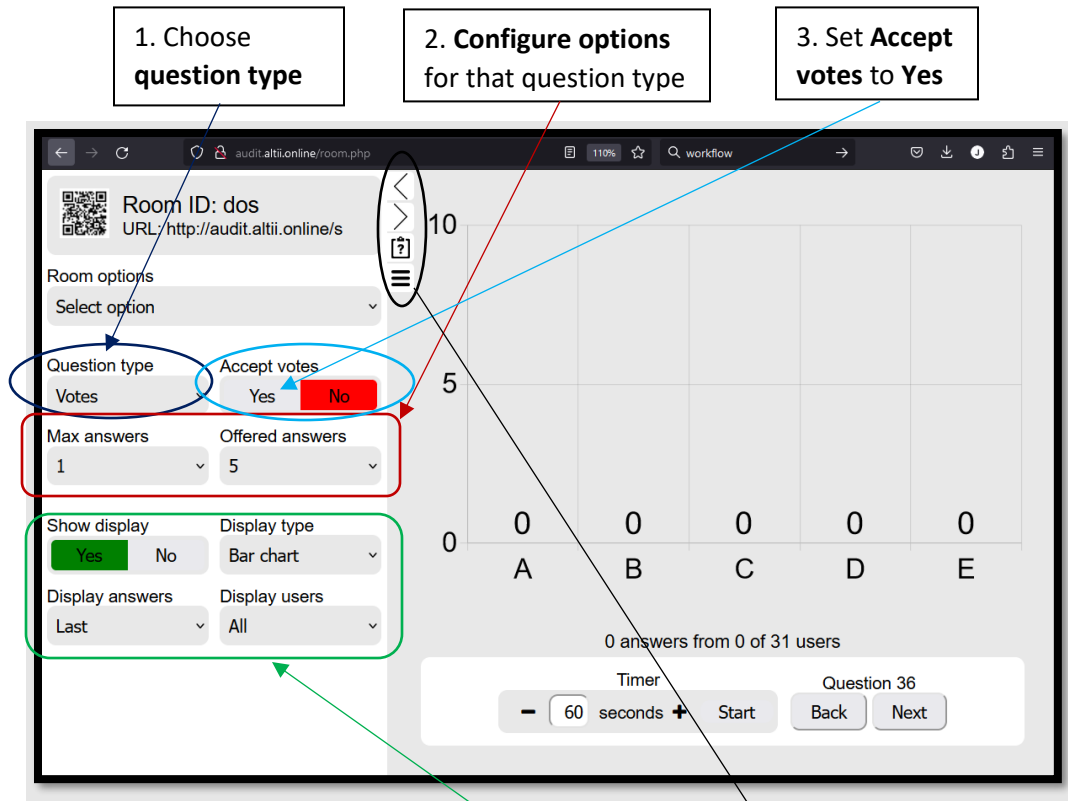 1. Choose
question type
2. Configure options
for that question type
3. Set Accept
votes to Yes
audit.altii.online/room.php
110%
workflow
J
Room ID: dos
URL: http://audit.altii.online/s
Room options
Select option
Question type
Accept votes
Votes
Yes No
Max answers
Offered answers
1
5
Show display
Display type
Yes No
Bar chart
Display answers
Display users
Last
All
10
5
0
0 0 0 0 0
A B C D E
0 answers from 0 of 31 users
Timer
Question 36
- 60 seconds + Start
Back Next